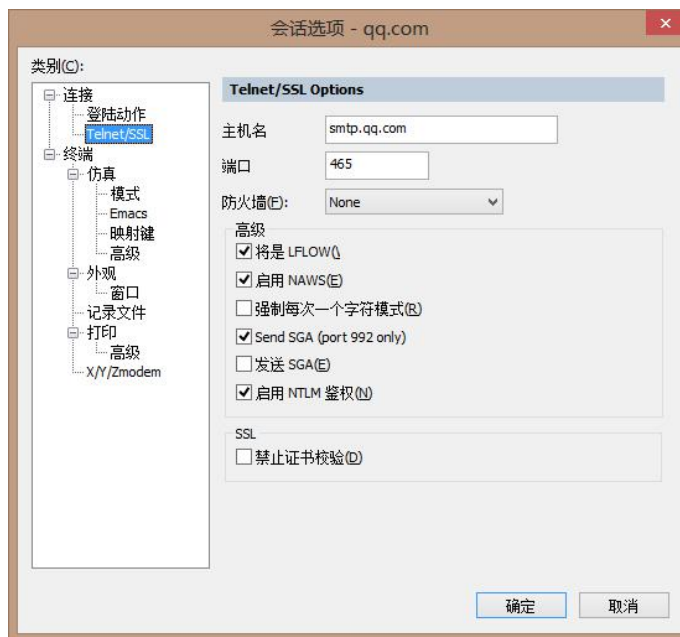 会话选项 - qq.com
类别(C):
连接
登陆动作
Telnet/SSL
终端
仿真
模式
Emacs
映射键
高级
外观
窗口
记录文件
打印
高级
X/Y/Zmodem
Telnet/SSL Options
主机名 smtp.qq.com
端口 465
防火墙(F): None
高级
将是 LFLOW(\
启用 NAWS(E)
强制每次一个字符模式(R)
Send SGA (port 992 only)
发送 SGA(E)
启用 NTLM 鉴权(N)
SSL
禁止证书校验(D)
确定 取消